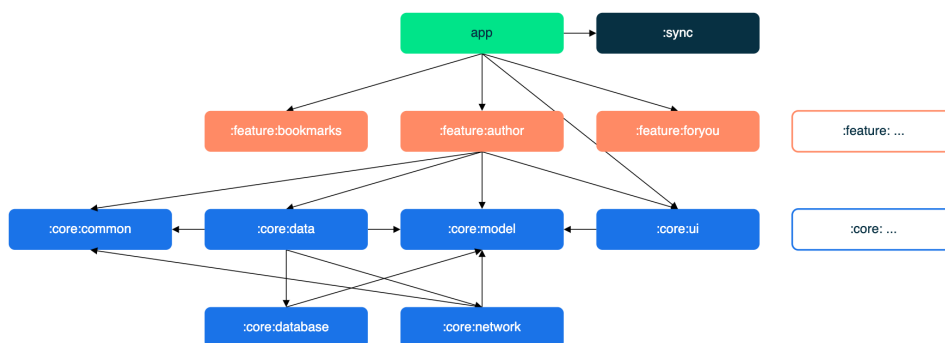 app
:sync
:feature:bookmarks
:feature:author
:feature:foryou
:feature: ...
:core:common
:core:data
:core:model
:core:ui
:core: ...
:core:database
:core:network